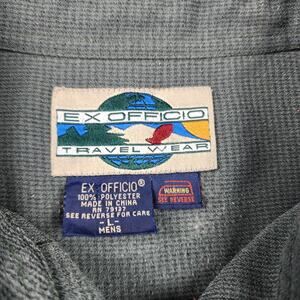 EX OFFICIO
TRAVEL WEAR
EX OFFICIO®
100% POLYESTER
MADE IN CHINA
RN 79137
SEE REVERSE FOR CARE
- L -
MENS
WARNING
SEE REVERSE